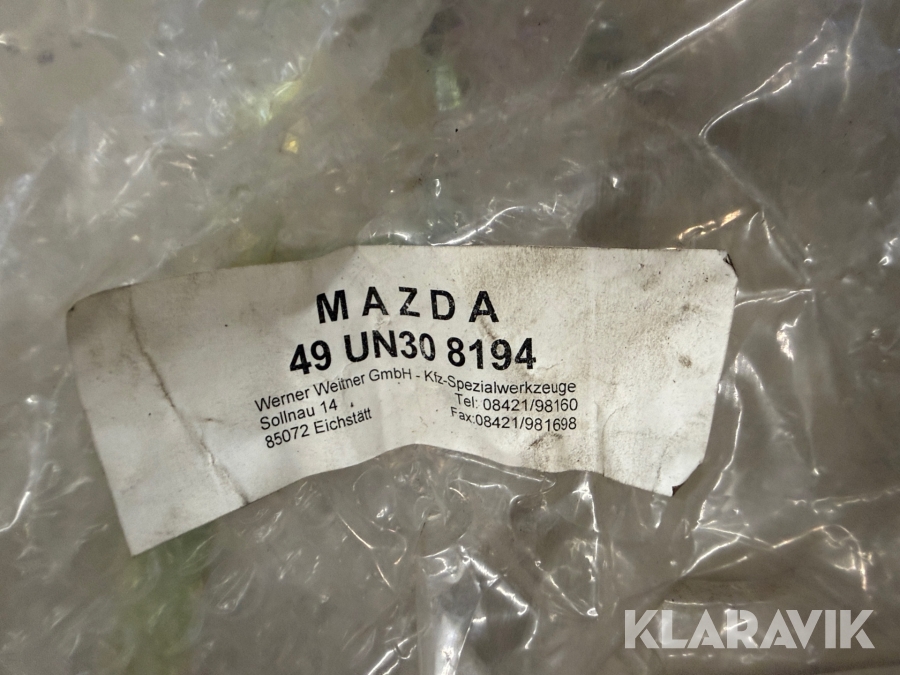 MAZDA
49 UN30 8194
Werner Weitner GmbH - Kfz-Spezialwerkzeuge
Sollnau 14 Tel: 08421/98160
85072 Eichstätt Fax:08421/981698
KLARAVIK